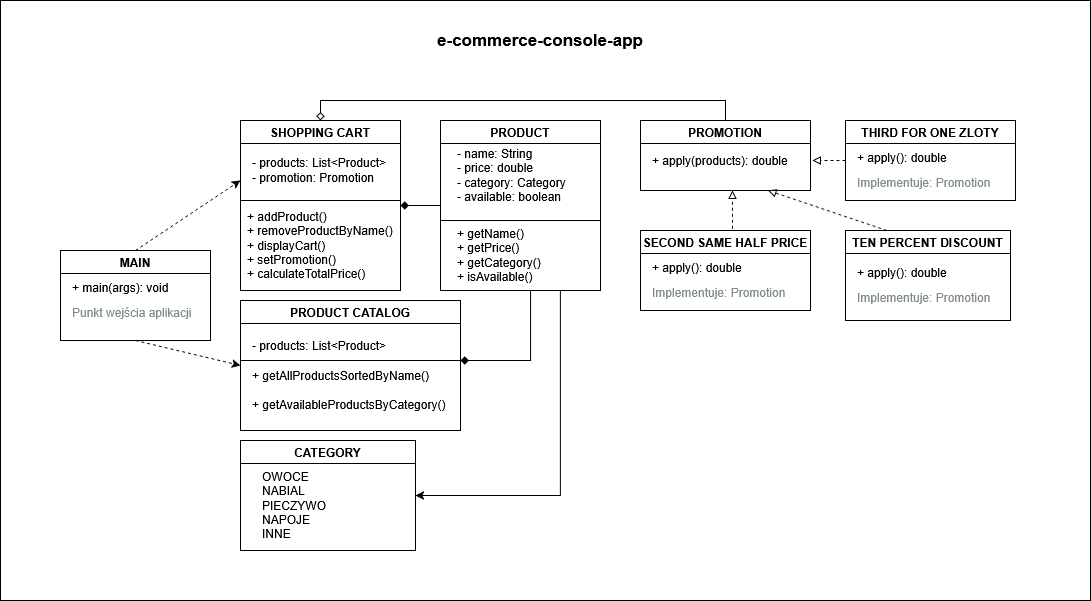 e-commerce-console-app
SHOPPING CART
- products: List<Product>
- promotion: Promotion
+ addProduct()
+ removeProductByName()
+ displayCart()
+ setPromotion()
+ calculateTotalPrice()
PRODUCT
- name: String
- price: double
- category: Category
- available: boolean
+ getName()
+ getPrice()
+ getCategory()
+ isAvailable()
PROMOTION
+ apply(products): double
THIRD FOR ONE ZLOTY
+ apply(): double
Implementuje: Promotion
SECOND SAME HALF PRICE
+ apply(): double
Implementuje: Promotion
TEN PERCENT DISCOUNT
+ apply(): double
Implementuje: Promotion
MAIN
+ main(args): void
Punkt wejścia aplikacji
PRODUCT CATALOG
- products: List<Product>
+ getAllProductsSortedByName()
+ getAvailableProductsByCategory()
CATEGORY
OWOCE
NABIAL
PIECZYWO
NAPOJE
INNE